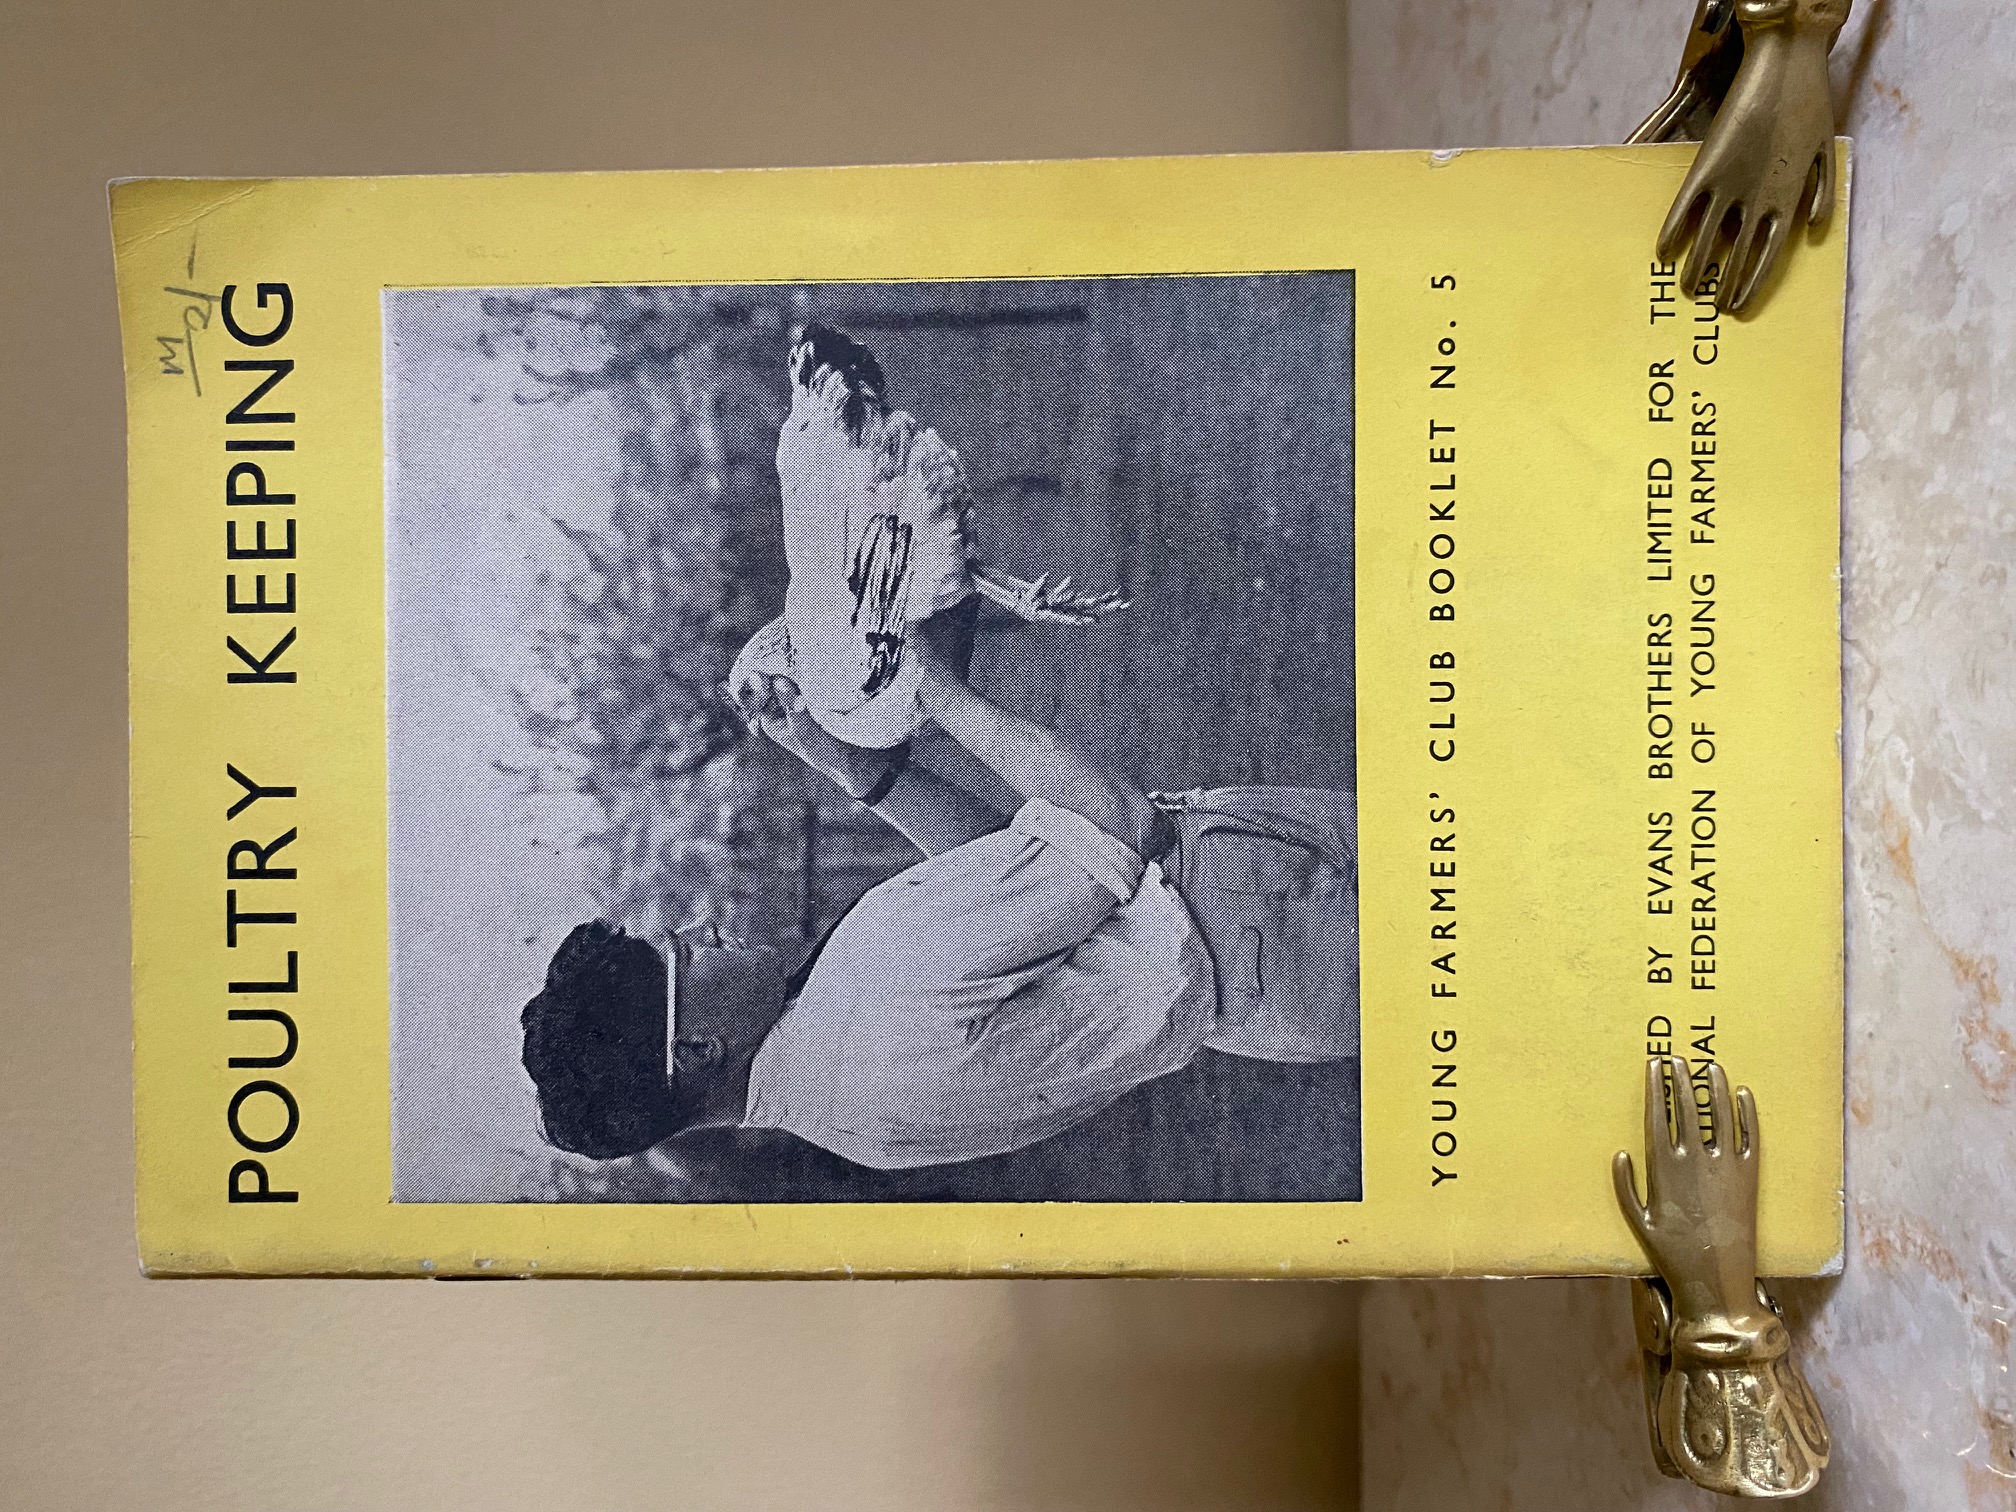 POULTRY KEEPING
YOUNG FARMERS' CLUB BOOKLET No. 5
BY EVANS BROTHERS LIMITED FOR THE
FEDERATION OF YOUNG FARMERS' CLUBS